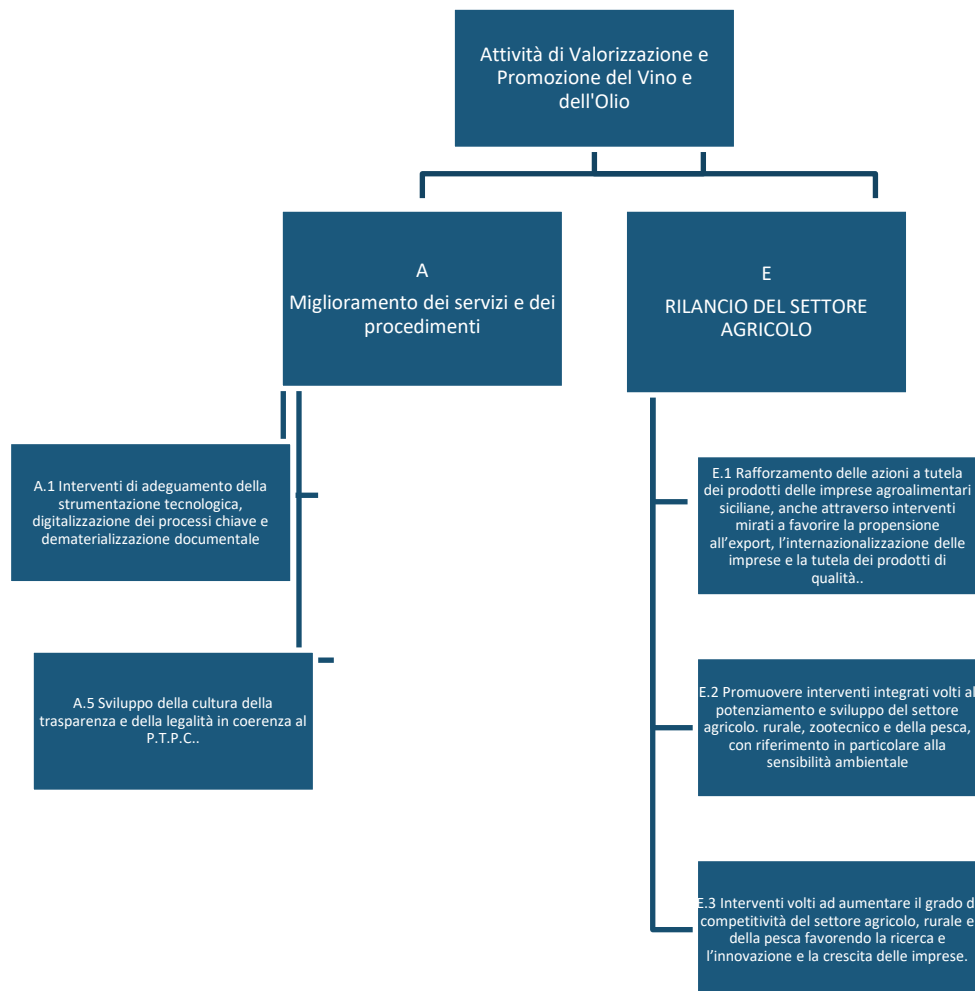 Attività di Valorizzazione e
Promozione del Vino e
dell'Olio
A
Miglioramento dei servizi e dei
procedimenti
E
RILANCIO DEL SETTORE
AGRICOLO
A.1 Interventi di adeguamento della
strumentazione tecnologica,
digitalizzazione dei processi chiave e
dematerializzazione documentale
A.5 Sviluppo della cultura della
trasparenza e della legalità in coerenza al
P.T.P.C..
E.1 Rafforzamento delle azioni a tutela
dei prodotti delle imprese agroalimentari
siciliane, anche attraverso interventi
mirati a favorire la propensione
all’export, l’internazionalizzazione delle
imprese e la tutela dei prodotti di
qualità..
E.2 Promuovere interventi integrati volti al
potenziamento e sviluppo del settore
agricolo. rurale, zootecnico e della pesca,
con riferimento in particolare alla
sensibilità ambientale
E.3 Interventi volti ad aumentare il grado d
competitività del settore agricolo, rurale e
della pesca favorendo la ricerca e
l’innovazione e la crescita delle imprese.